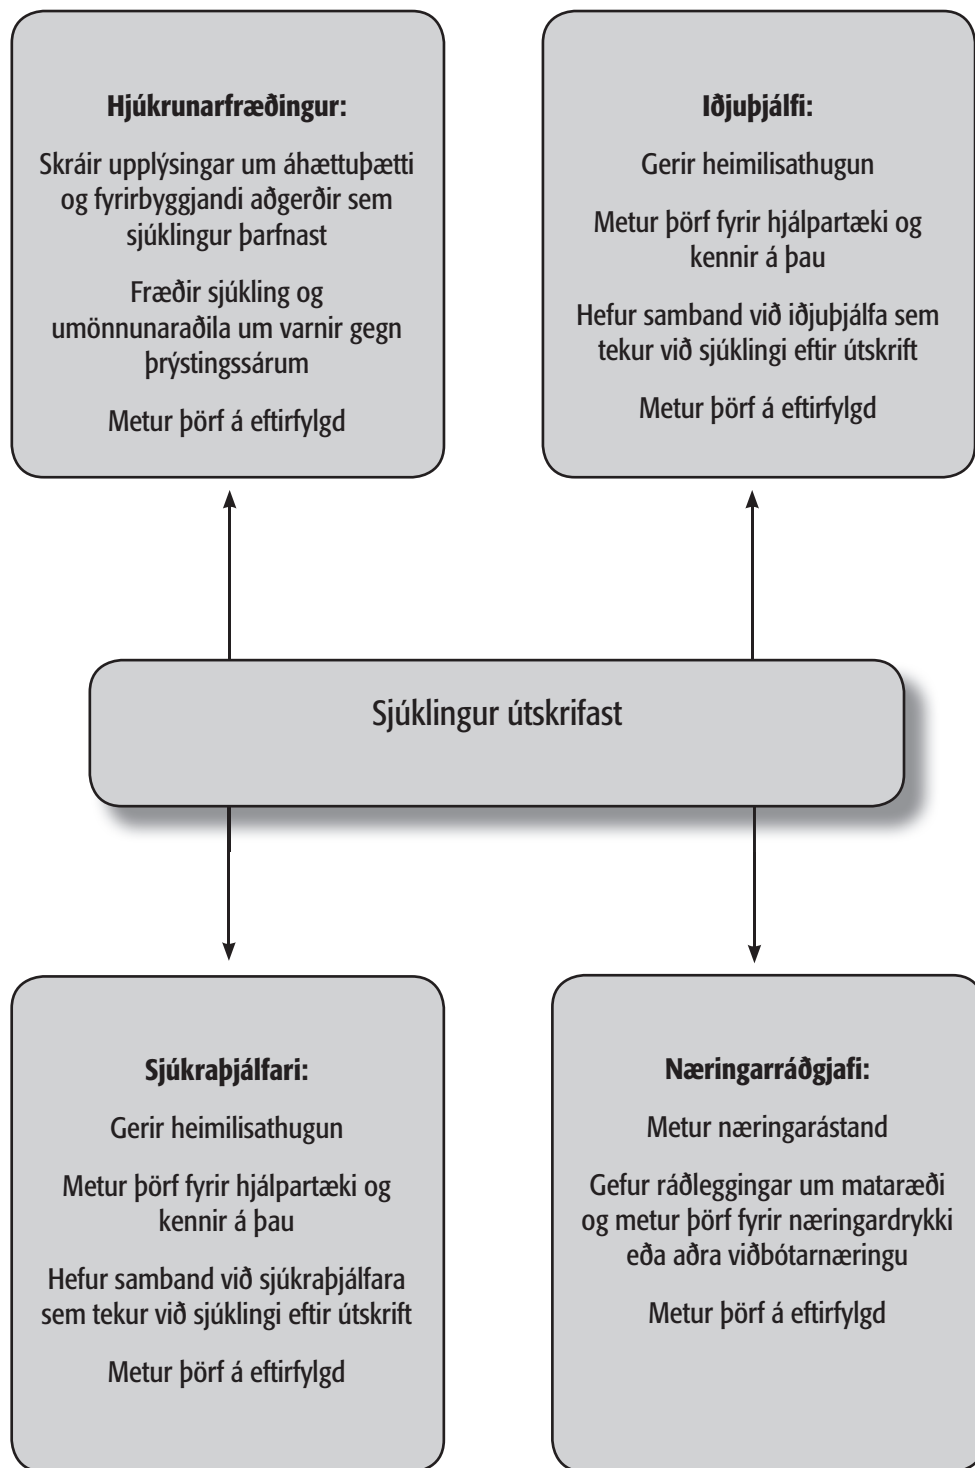 Hjúkrunarfræðingur:
Skráir upplýsingar um áhættuþætti
og fyrirbyggjandi aðgerðir sem
sjúklingur þarfnast
Fræðir sjúkling og
umönnunaraðila um varnir gegn
þrýstingssárum
Metur þörf á eftirfylgd
Iðjuþjálfi:
Gerir heimilisathugun
Metur þörf fyrir hjálpartæki og
kennir á þau
Hefur samband við iðjuþjálfa sem
tekur við sjúklingi eftir útskrift
Metur þörf á eftirfylgd
Sjúklingur útskrifast
Sjúkraþjálfari:
Gerir heimilisathugun
Metur þörf fyrir hjálpartæki og
kennir á þau
Hefur samband við sjúkraþjálfara
sem tekur við sjúklingi eftir útskrift
Metur þörf á eftirfylgd
Næringarráðgjafi:
Metur næringarástand
Gefur ráðleggingar um mataræði
og metur þörf fyrir næringardrykki
eða aðra viðbótarnæringu
Metur þörf á eftirfylgd